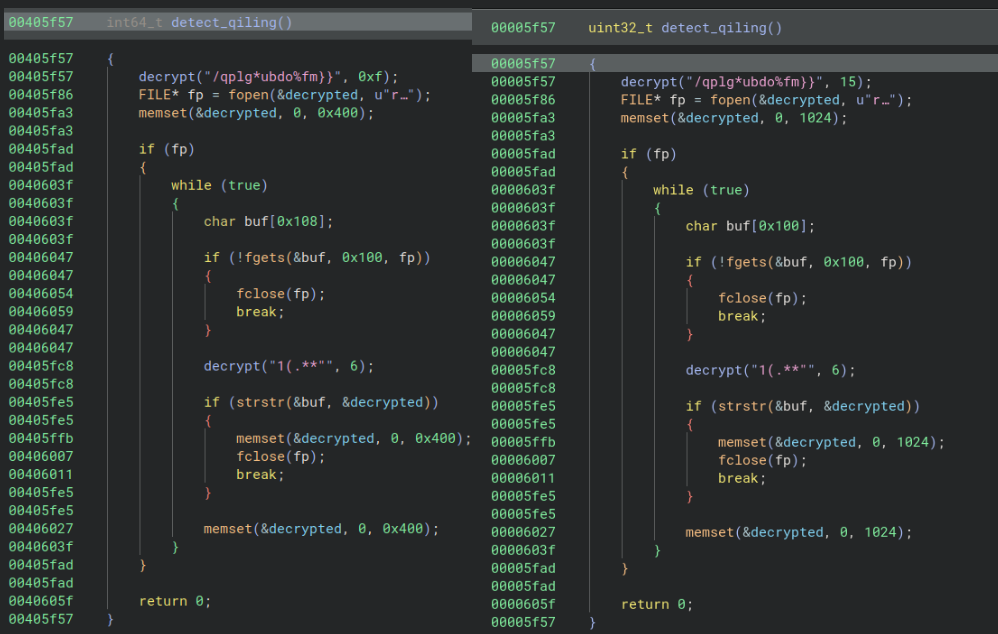 00405f57 int64_t detect_qiling()
00405f57 {
00405f57 decrypt("/qplg*ubdo%fm}}", 0xf);
00405f86 FILE* fp = fopen(&decrypted, u"r…");
00405fa3 memset(&decrypted, 0, 0x400);
00405fa3
00405fad if (fp)
00405fad {
0040603f while (true)
0040603f {
0040603f char buf[0x108];
0040603f
00406047 if (!fgets(&buf, 0x100, fp))
00406047 {
00406054 fclose(fp);
00406059 break;
00406047 }
00406047
00405fc8 decrypt("1(.**"", 6);
00405fc8
00405fe5 if (strstr(&buf, &decrypted))
00405fe5 {
00405ffb memset(&decrypted, 0, 0x400);
00406007 fclose(fp);
00406011 break;
00405fe5 }
00405fe5
00406027 memset(&decrypted, 0, 0x400);
0040603f }
00405fad }
00405fad
0040605f return 0;
00405f57 }
00005f57 uint32_t detect_qiling()
00005f57 {
00005f57 decrypt("/qplg*ubdo%fm}}", 15);
00005f86 FILE* fp = fopen(&decrypted, u"r…");
00005fa3 memset(&decrypted, 0, 1024);
00005fa3
00005fad if (fp)
00005fad {
0000603f while (true)
0000603f {
0000603f char buf[0x100];
0000603f
00006047 if (!fgets(&buf, 0x100, fp))
00006047 {
00006054 fclose(fp);
00006059 break;
00006047 }
00006047
00005fc8 decrypt("1(.**"", 6);
00005fc8
00005fe5 if (strstr(&buf, &decrypted))
00005fe5 {
00005ffb memset(&decrypted, 0, 1024);
00006007 fclose(fp);
00006011 break;
00005fe5 }
00005fe5
00006027 memset(&decrypted, 0, 1024);
0000603f }
00005fad }
00005fad
0000605f return 0;
00005f57 }